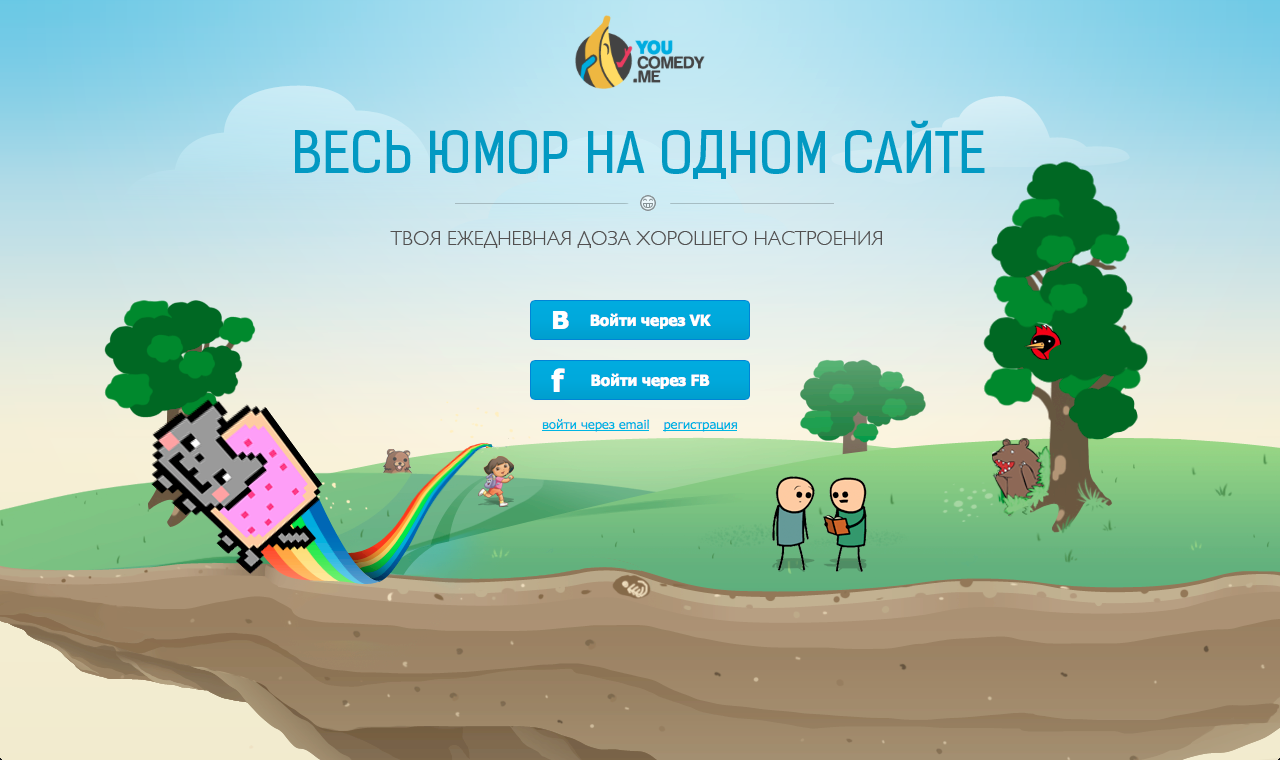 YOU
COMEDY
.ME
ВЕСЬ ЮМОР НА ОДНОМ САЙТЕ
ТВОЯ ЕЖЕДНЕВНАЯ ДОЗА ХОРОШЕГО НАСТРОЕНИЯ
В Войти через VK
f Войти через FB
войти через email регистрация